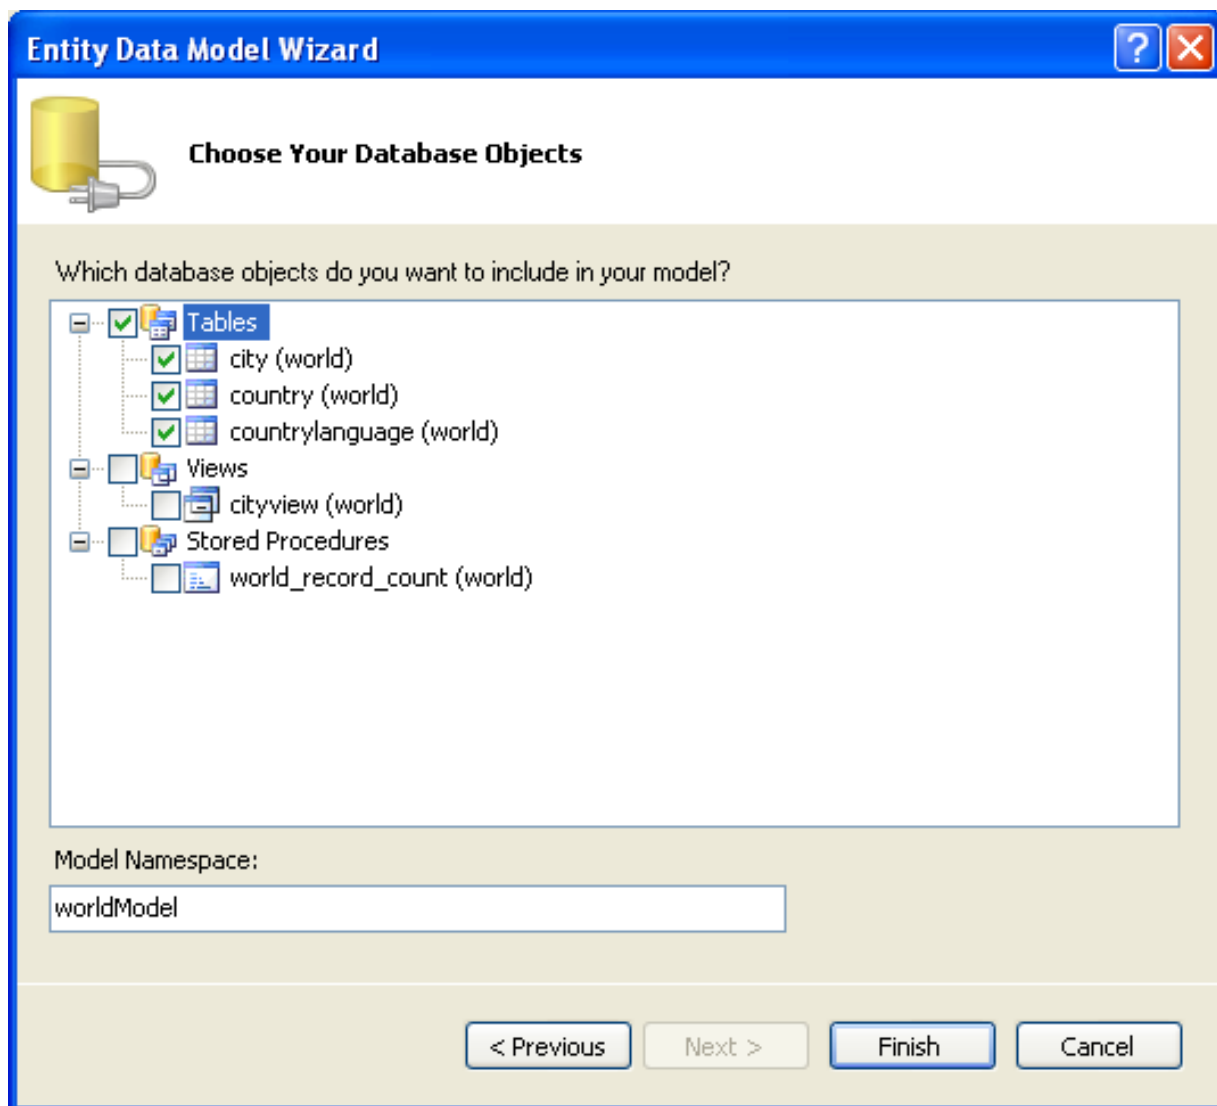 Entity Data Model Wizard
?
Choose Your Database Objects
Which database objects do you want to include in your model?
Tables
city (world)
country (world)
countrylanguage (world)
Views
cityview (world)
Stored Procedures
world_record_count (world)
Model Namespace:
worldModel
< Previous Next > Finish Cancel